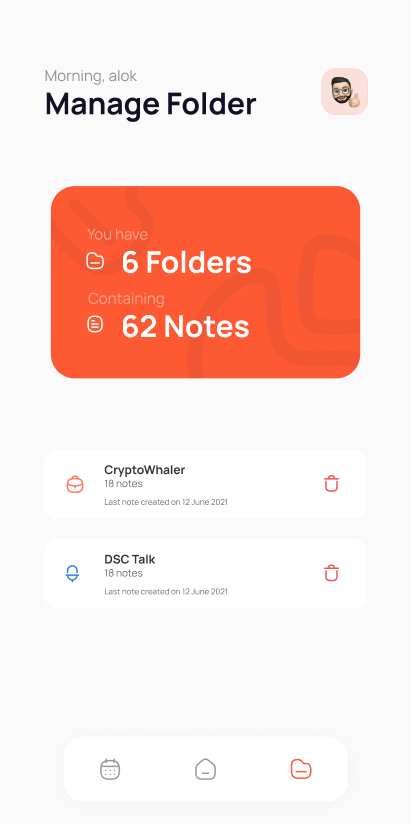 Morning, alok
Manage Folder
You have
6 Folders
Containing
62 Notes
CryptoWhaler
18 notes
Last note created on 12 June 2021
DSC Talk
18 notes
Last note created on 12 June 2021